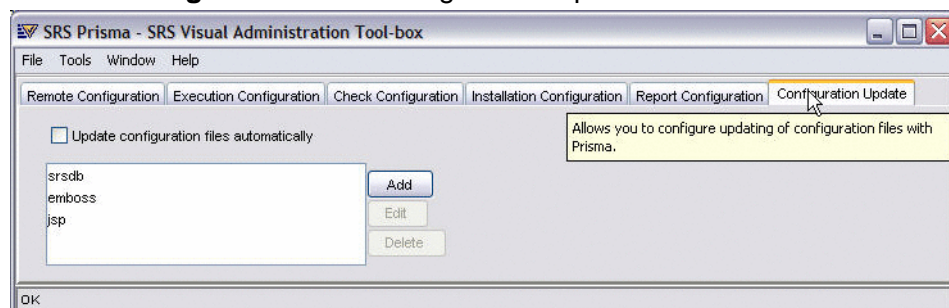 SRS Prisma - SRS Visual Administration Tool-box
File Tools Window Help
Remote Configuration Execution Configuration Check Configuration Installation Configuration Report Configuration Configuration Update
Update configuration files automatically
Allows you to configure updating of configuration files with
Prisma.
srsdb
emboss
jsp
Add
Edit
Delete
OK